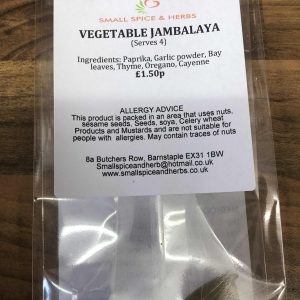 SMALL SPICE & HERBS
VEGETABLE JAMBALAYA
(Serves 4)
Ingredients: Paprika, Garlic powder, Bay
leaves, Thyme, Oregano, Cayenne
£1.50p
ALLERGY ADVICE
This product is packed in an area that uses nuts,
sesame seeds, Seeds, soya, Celery wheat
Products and Mustards and are not suitable for
people with allergies. May contain traces of nuts
8a Butchers Row, Barnstaple EX31 1BW
Smallspiceandherb@hotmail.co.uk
www.smallspiceandherbs.co.uk